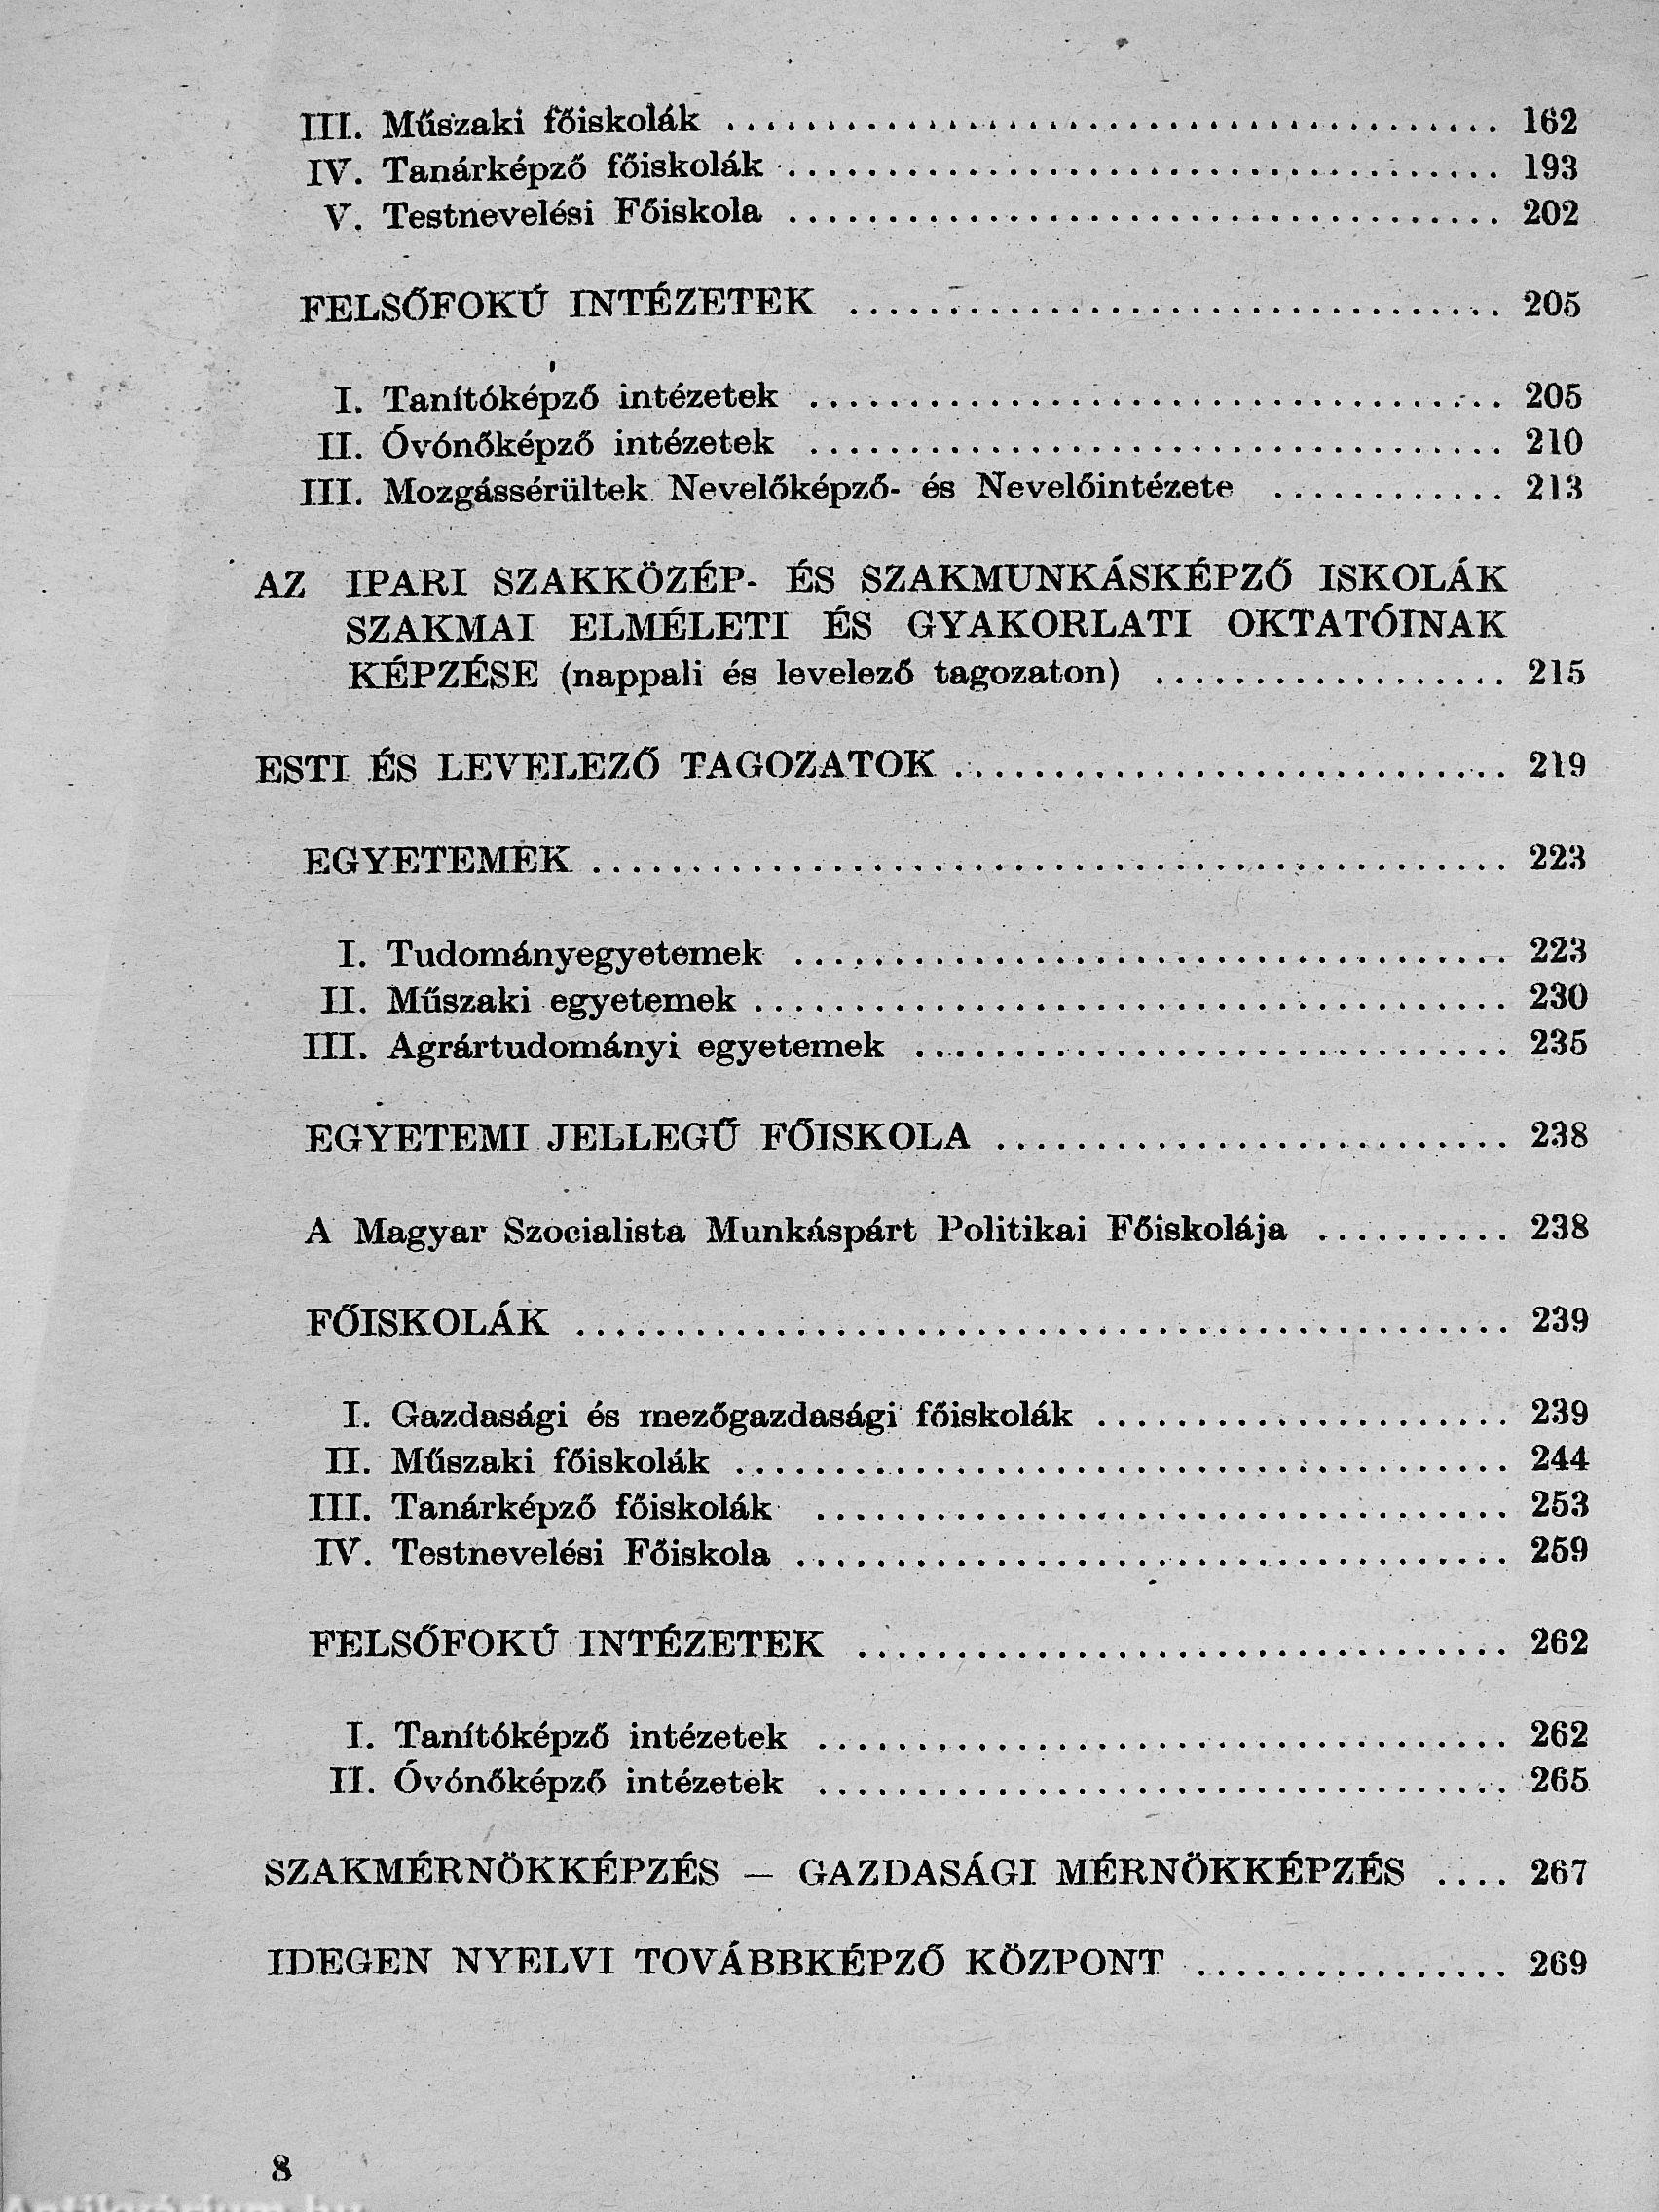 III. Műszaki főiskolák ........................................ 162
IV. Tanárképző főiskolák ..................................... 193
V. Testnevelési Főiskola ..................................... 202
FELSŐFOKÚ INTÉZETEK .................................. 205
I. Tanítóképző intézetek .................................... 205
II. Óvónőképző intézetek .................................... 210
III. Mozgássérültek Nevelőképző- és Nevelőintézete ............ 213
AZ IPARI SZAKKÖZÉP- ÉS SZAKMUNKÁSKÉPZŐ ISKOLÁK
SZAKMAI ELMÉLETI ÉS GYAKORLATI OKTATÓINAK
KÉPZÉSE (nappali és levelező tagozaton) .................. 215
ESTI ÉS LEVELEZŐ TAGOZATOK ............................. 219
EGYETEMEK ............................................... 223
I. Tudományegyetemek ..................................... 223
II. Műszaki egyetemek ....................................... 230
III. Agrártudományi egyetemek .............................. 235
EGYETEMI JELLEGŰ FŐISKOLA ........................... 238
A Magyar Szocialista Munkáspárt Politikai Főiskolája .......... 238
FŐISKOLÁK ................................................ 239
I. Gazdasági és mezőgazdasági főiskolák ..................... 239
II. Műszaki főiskolák ........................................ 244
III. Tanárképző főiskolák .................................... 253
IV. Testnevelési Főiskola ..................................... 259
FELSŐFOKÚ INTÉZETEK .................................. 262
I. Tanítóképző intézetek .................................... 262
II. Óvónőképző intézetek .................................... 265
SZAKMÉRNÖKKÉPZÉS — GAZDASÁGI MÉRNÖKKÉPZÉS .... 267
IDEGEN NYELVI TOVÁBBKÉPZŐ KÖZPONT ................ 269
8